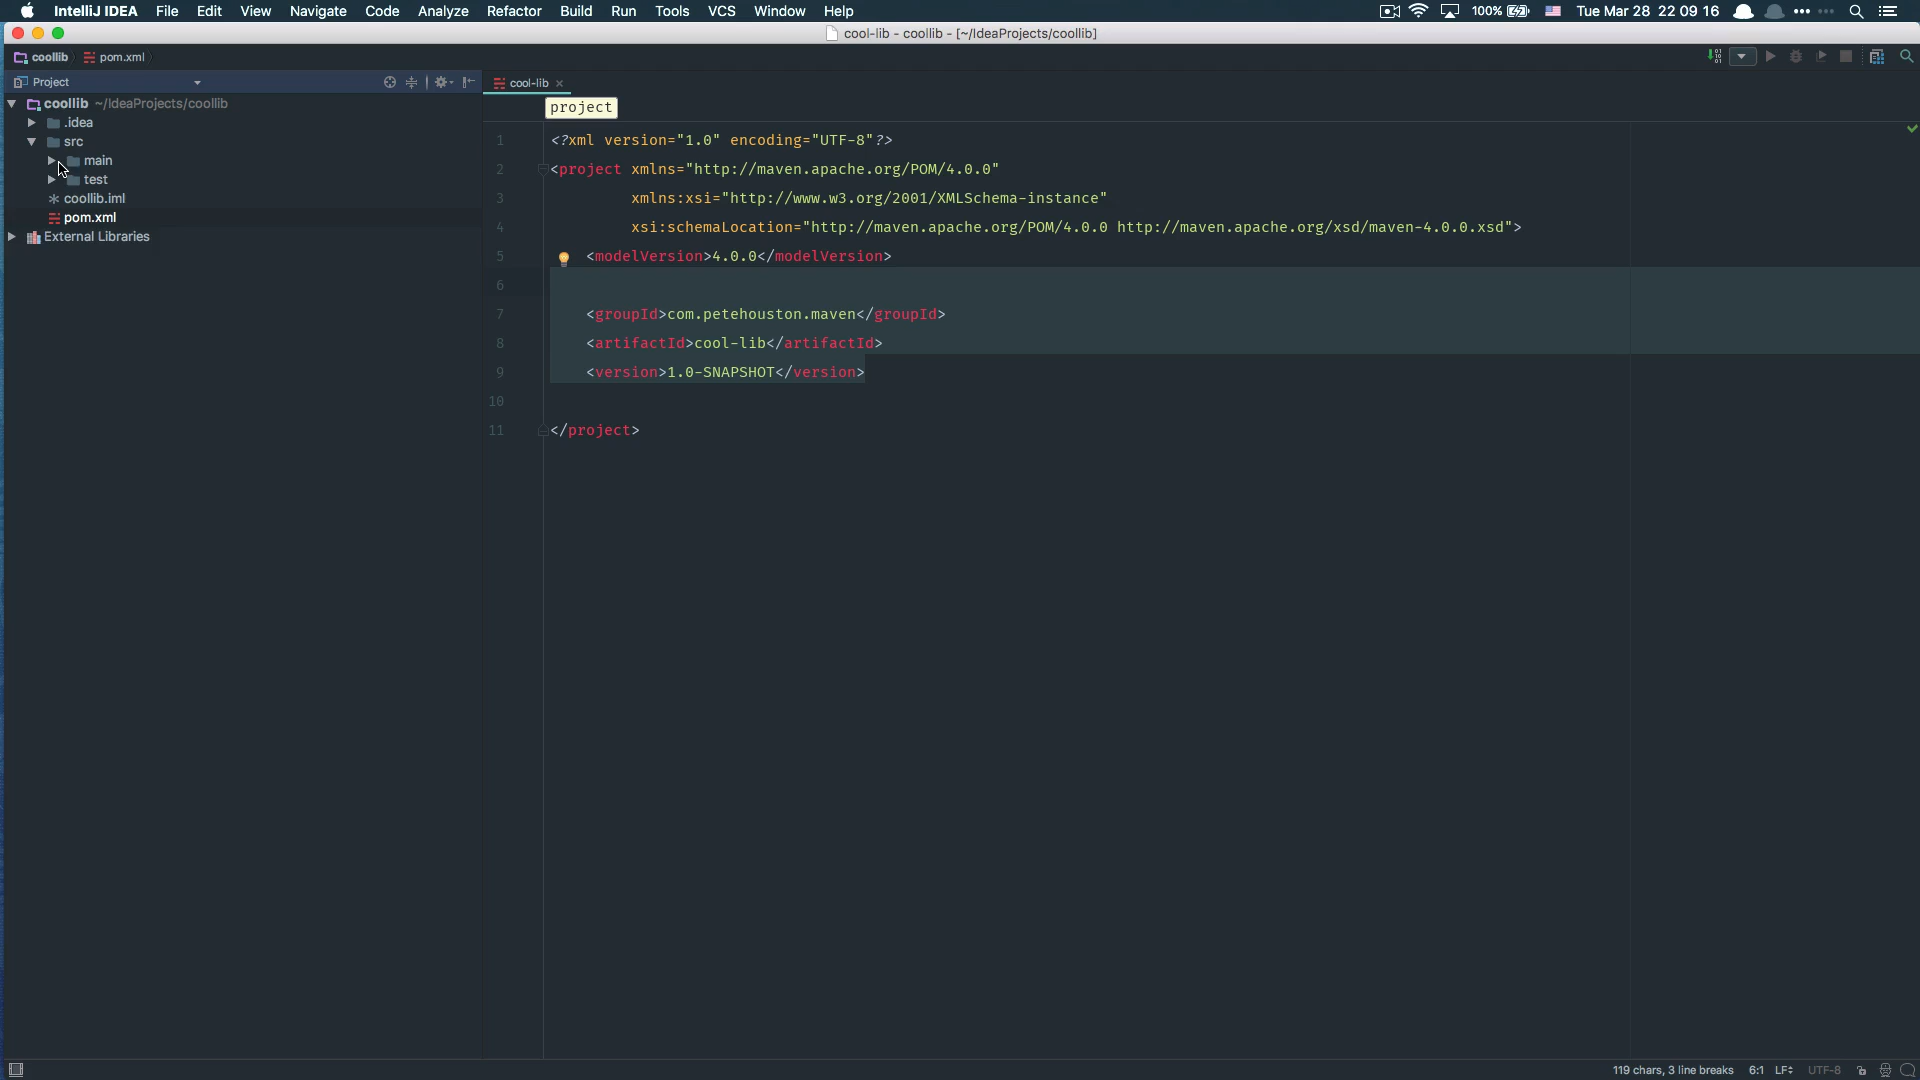 IntelliJ IDEA File Edit View Navigate Code Analyze Refactor Build Run Tools VCS Window Help 100% Tue Mar 28 22 09 16
cool-lib - coollib - [~/IdeaProjects/coollib]
coollib pom.xml
Project
coollib ~/IdeaProjects/coollib
.idea
src
main
test
coollib.iml
pom.xml
External Libraries
cool-lib
project
1 <?xml version="1.0" encoding="UTF-8"?>
2 <project xmlns="http://maven.apache.org/POM/4.0.0"
3 xmlns:xsi="http://www.w3.org/2001/XMLSchema-instance"
4 xsi:schemaLocation="http://maven.apache.org/POM/4.0.0 http://maven.apache.org/xsd/maven-4.0.0.xsd">
5 <modelVersion>4.0.0</modelVersion>
6
7 <groupId>com.petehouston.maven</groupId>
8 <artifactId>cool-lib</artifactId>
9 <version>1.0-SNAPSHOT</version>
10
11 </project>
119 chars, 3 line breaks 6:1 LF÷ UTF-8